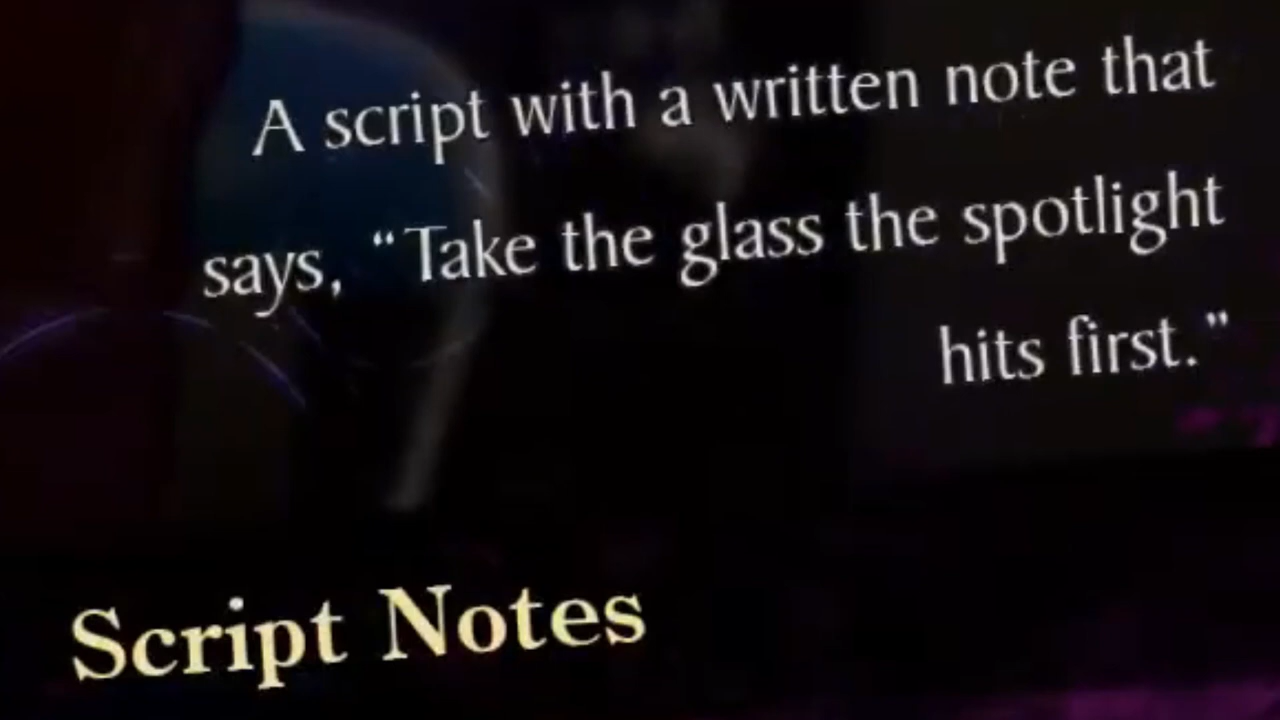 A script with a written note that
says, “Take the glass the spotlight
hits first.”
Script Notes